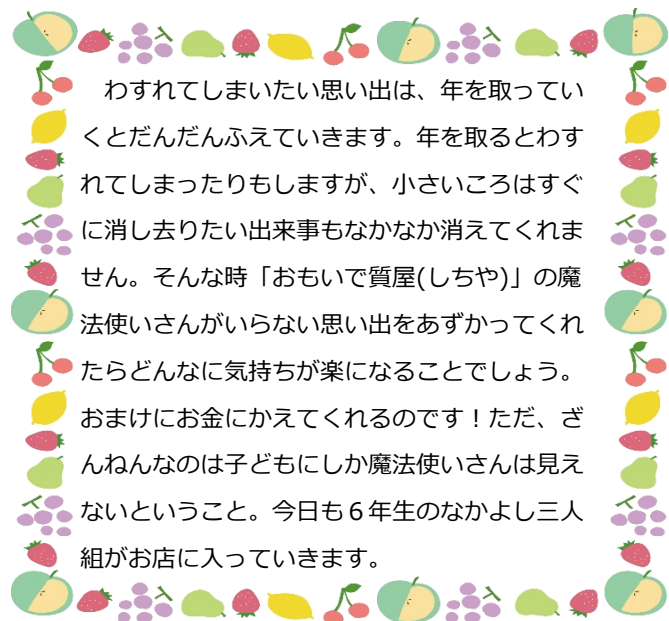 わすれてしまいたい思い出は、年を取ってい
くとだんだんふえていきます。年を取るとわす
れてしまったりもしますが、小さいころはすぐ
に消し去りたい出来事もなかなか消えてくれま
せん。そんな時「おもいで質屋(しちや)」の魔
法使いさんがいらない思い出をあずかってくれ
たらどんなに気持ちが楽になることでしょう。
おまけにお金にかえてくれるのです！ただ、ざ
んねんなのは子どもにしか魔法使いさんは見え
ないということ。今日も６年生のなかよし三人
組がお店に入っていきます。